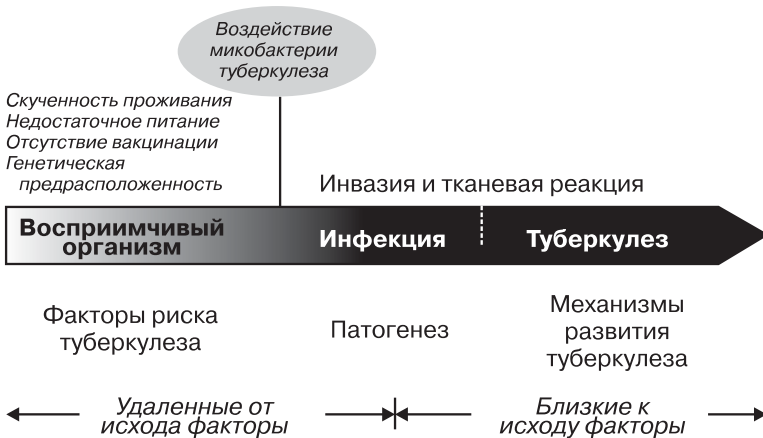 Воздействие
микобактерии
туберкулеза
Скученность проживания
Недостаточное питание
Отсутствие вакцинации
Генетическая
предрасположенность
Инвазия и тканевая реакция
Восприимчивый
организм
Инфекция
Туберкулез
Факторы риска
туберкулеза
Патогенез
Механизмы
развития
туберкулеза
Удаленные от
исхода факторы
Близкие к
исходу факторы